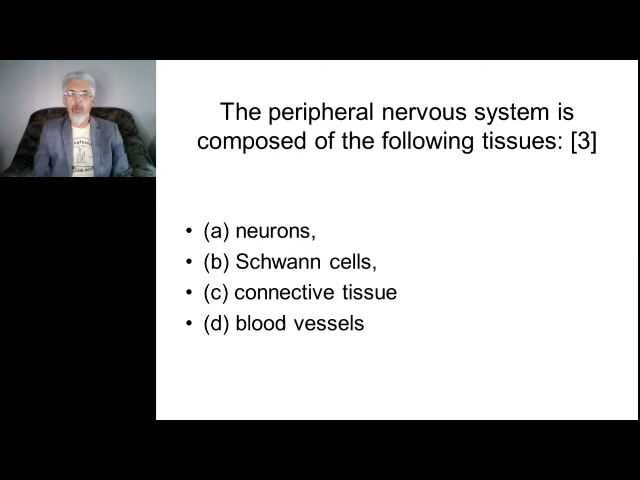 The peripheral nervous system is
composed of the following tissues: [3]
• (a) neurons,
• (b) Schwann cells,
• (c) connective tissue
• (d) blood vessels